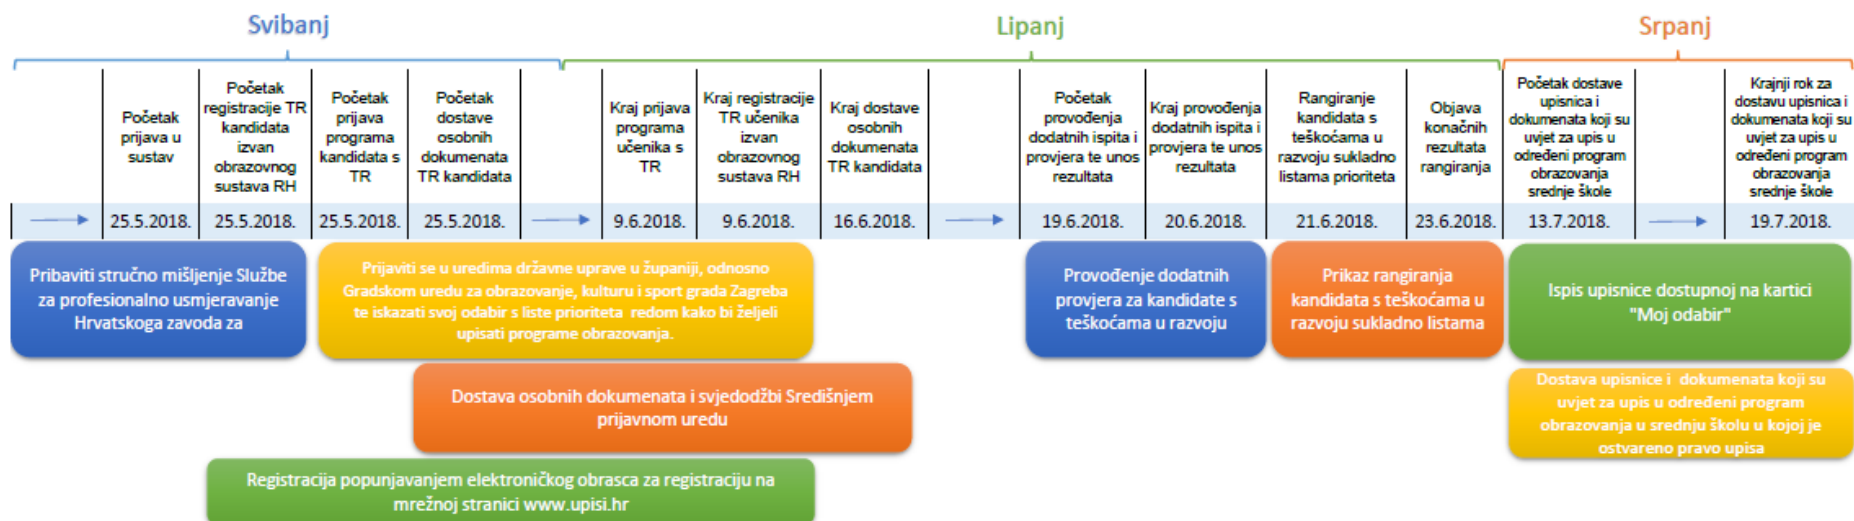 Svibanj
Lipanj
Srpanj
Početak
prijava u
sustav
Početak
registracije TR
kandidata
izvan
obrazovnog
sustava RH
Početak
prijava
programa
kandidata s
TR
Početak
dostave
osobnih
dokumenata
TR kandidata
Kraj prijava
programa
učenika s
TR
Kraj registracije
TR učenika
izvan
obrazovnog
sustava RH
Kraj dostave
osobnih
dokumenata
TR kandidata
Početak
provođenja
dodatnih ispita i
provjera te unos
rezultata
Kraj provođenja
dodatnih ispita i
provjera te unos
rezultata
Rangiranje
kandidata s
teškoćama u
razvoju sukladno
listama prioriteta
Objava
konačnih
rezultata
rangiranja
Početak dostave
upisnica i
dokumenata koji su
uvjet za upis u
određeni program
obrazovanja
srednje škole
Krajnji rok za
dostavu upisnica i
dokumenata koji su
uvjet za upis u
određeni program
obrazovanja
srednje škole
25.5.2018.
25.5.2018.
25.5.2018.
25.5.2018.
9.6.2018.
9.6.2018.
16.6.2018.
19.6.2018.
20.6.2018.
21.6.2018.
23.6.2018.
13.7.2018.
19.7.2018.
Pribaviti stručno mišljenje Službe
za profesionalno usmjeravanje
Hrvatskoga zavoda za
Prijaviti se u uredima državne uprave u županiji, odnosno
Gradskom uredu za obrazovanje, kulturu i sport grada Zagreba
te iskazati svoj odabir s liste prioriteta redom kako bi željeli
upisati programe obrazovanja.
Provođenje dodatnih
provjera za kandidate s
teškoćama u razvoju
Prikaz rangiranja
kandidata s teškoćama u
razvoju sukladno listama
Ispis upisnice dostupnoj na kartici
"Moj odabir"
Dostava osobnih dokumenata i svjedodžbi Središnjem
prijavnom uredu
Dostava upisnice i dokumenata koji su
uvjet za upis u određeni program
obrazovanja u srednju školu u kojoj je
ostvareno pravo upisa
Registracija popunjavanjem elektroničkog obrasca za registraciju na
mrežnoj stranici www.upisi.hr